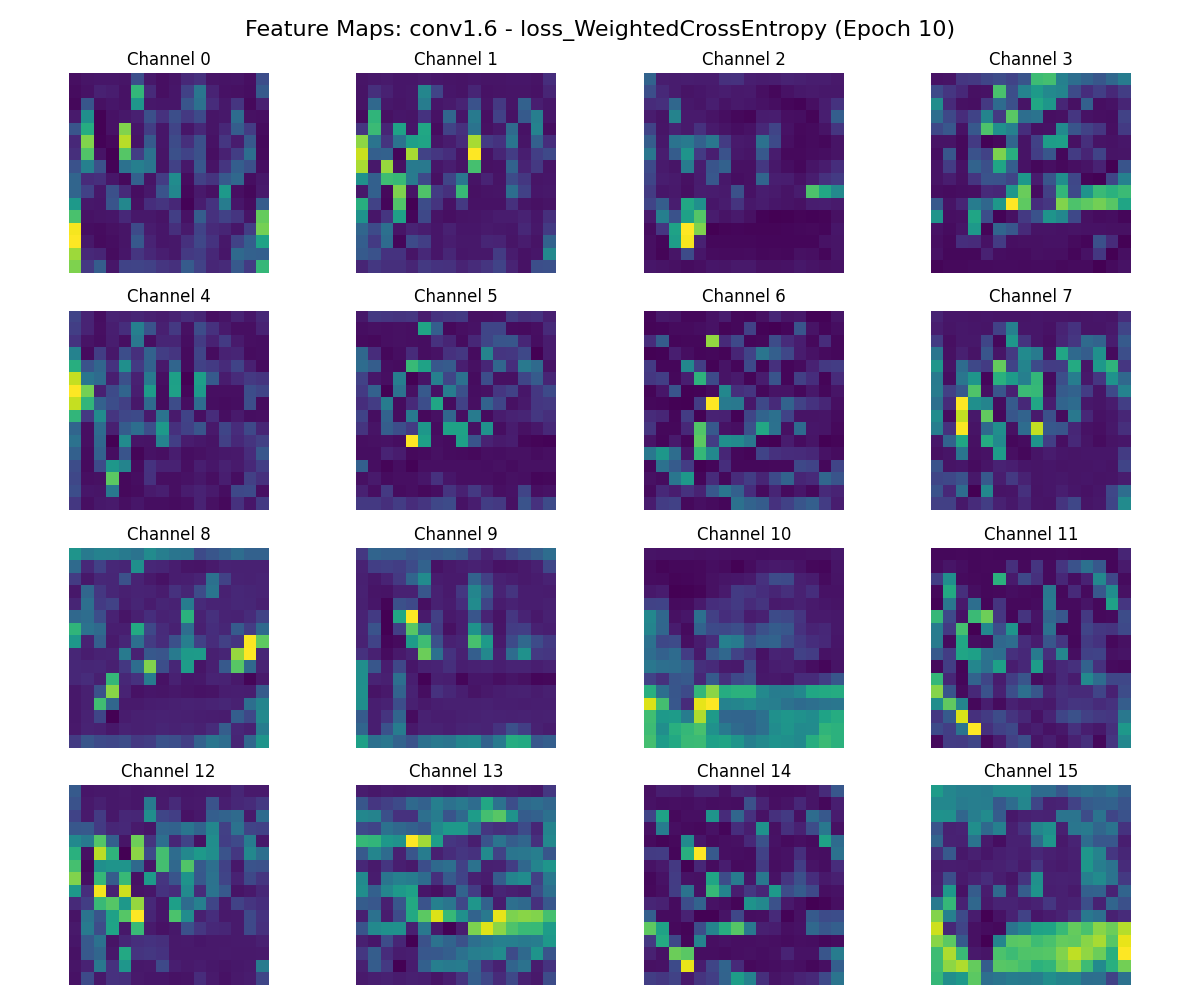 Feature Maps: conv1.6 - loss_WeightedCrossEntropy (Epoch 10)
Channel 0
Channel 1
Channel 2
Channel 3
Channel 4
Channel 5
Channel 6
Channel 7
Channel 8
Channel 9
Channel 10
Channel 11
Channel 12
Channel 13
Channel 14
Channel 15